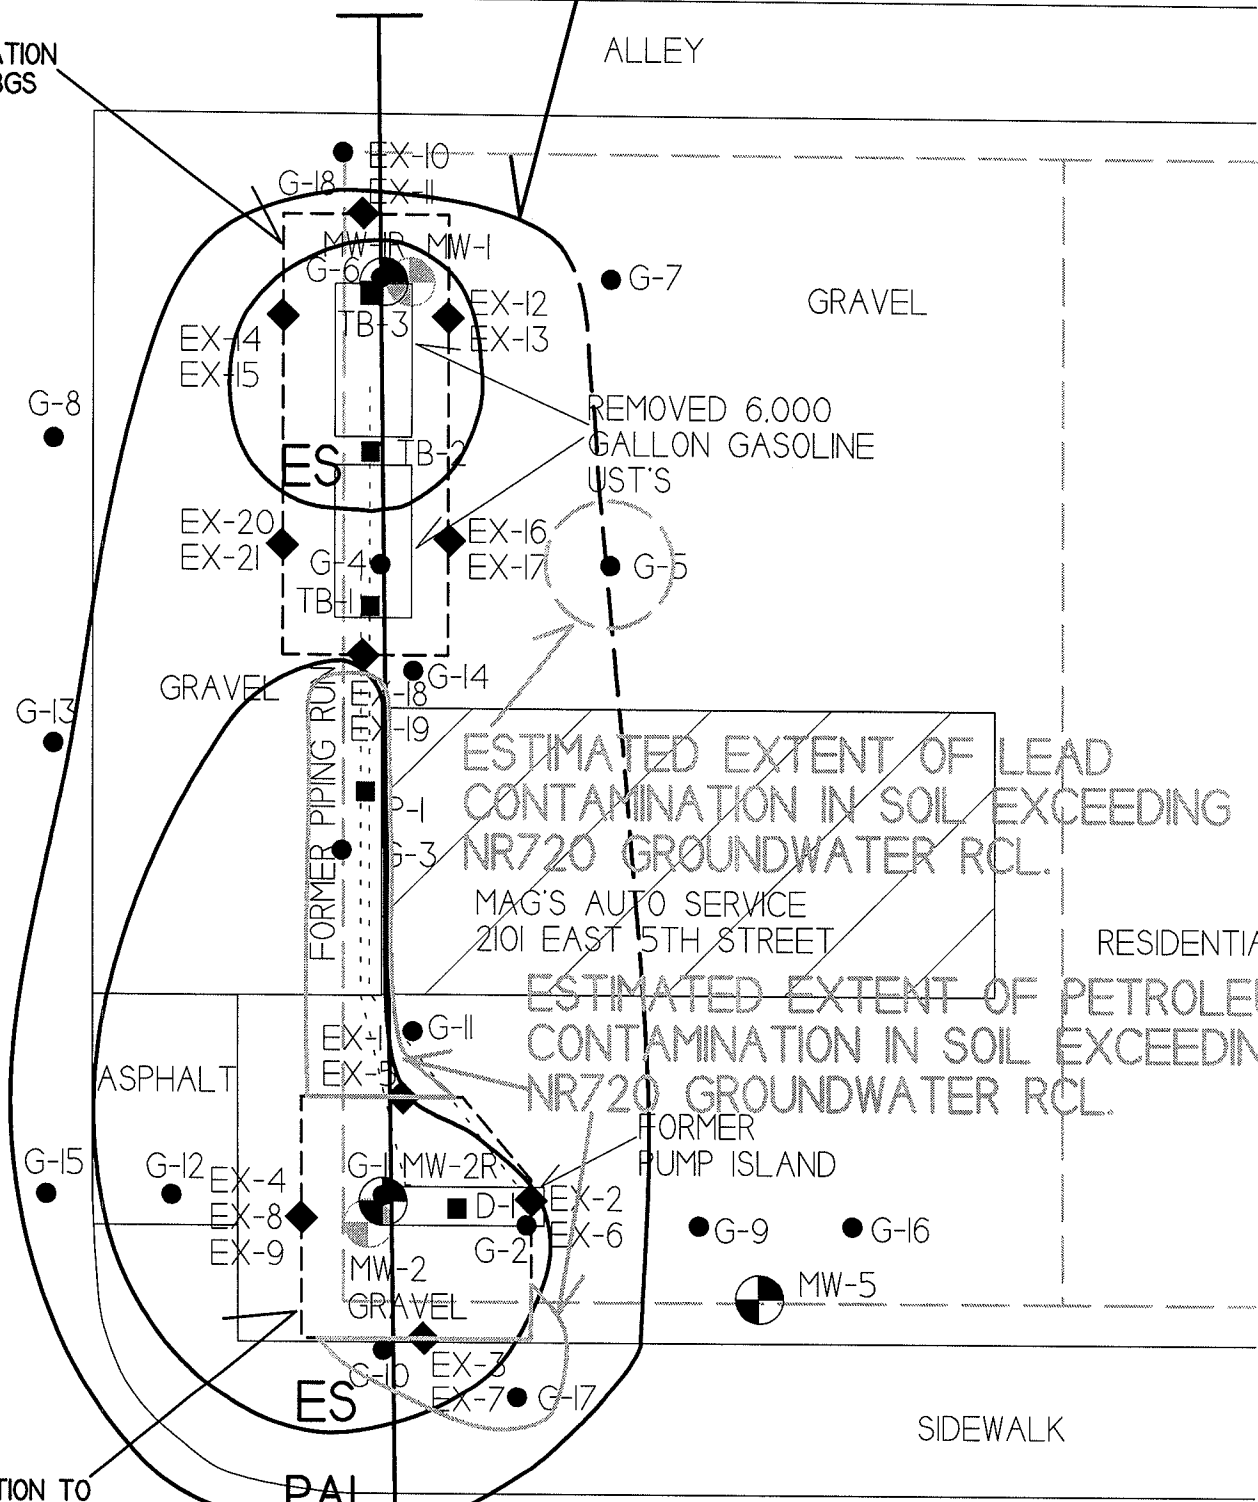 ALLEY
ATION
BGS
EX-10
G-18
EX-11
MW-1R
MW-1
G-6
G-7
GRAVEL
EX-12
EX-13
TB-3
EX-14
EX-15
G-8
REMOVED 6,000
GALLON GASOLINE
UST'S
TB-2
ES
EX-20
EX-21
EX-16
EX-17
G-4
G-5
TB-1
G-14
GRAVEL
EX-18
EX-19
G-13
FORMER PIPING RUN
ESTIMATED EXTENT OF LEAD
CONTAMINATION IN SOIL EXCEEDING
NR720 GROUNDWATER RCL.
P-1
G-3
MAG'S AUTO SERVICE
2101 EAST 5TH STREET
RESIDENTIA
ESTIMATED EXTENT OF PETROLE
CONTAMINATION IN SOIL EXCEEDIN
NR720 GROUNDWATER RCL.
G-11
EX-1
EX-5
ASPHALT
FORMER
PUMP ISLAND
G-15
G-12
EX-4
EX-8
EX-9
G-1
MW-2R
D-1
EX-2
EX-6
G-2
G-9
G-16
MW-2
GRAVEL
MW-5
G-10
EX-3
EX-7
G-17
ES
SIDEWALK
TION TO
PAL